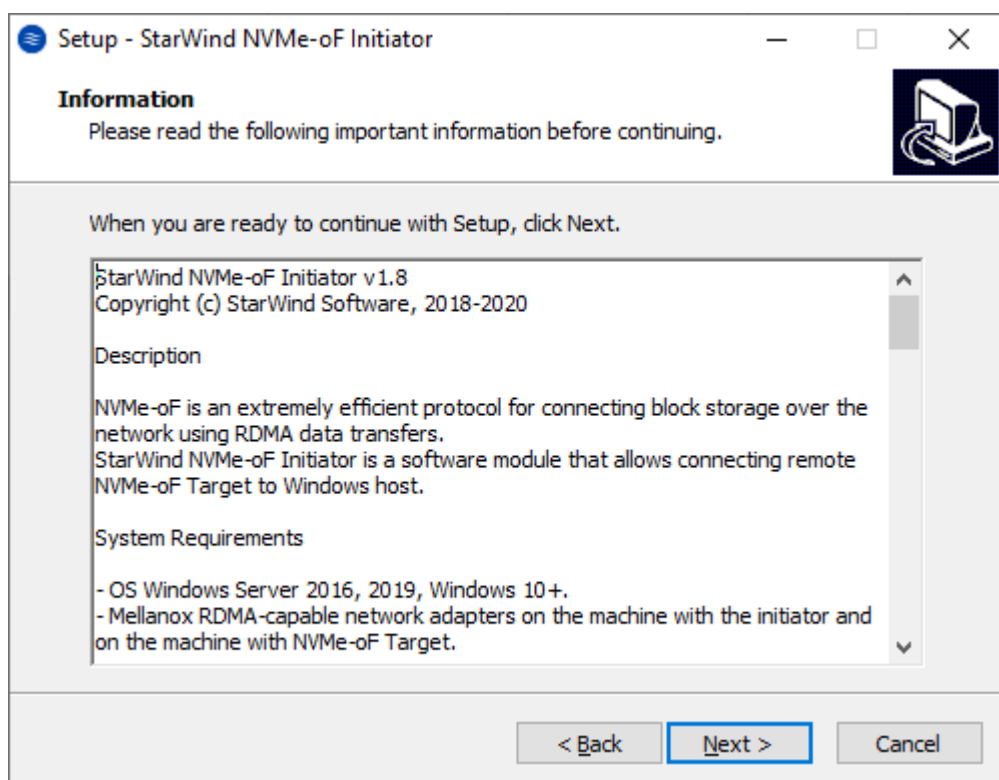 Setup - StarWind NVMe-oF Initiator
Information
Please read the following important information before continuing.
When you are ready to continue with Setup, click Next.
StarWind NVMe-oF Initiator v1.8
Copyright (c) StarWind Software, 2018-2020
Description
NVMe-oF is an extremely efficient protocol for connecting block storage over the
network using RDMA data transfers.
StarWind NVMe-oF Initiator is a software module that allows connecting remote
NVMe-oF Target to Windows host.
System Requirements
- OS Windows Server 2016, 2019, Windows 10+.
- Mellanox RDMA-capable network adapters on the machine with the initiator and
on the machine with NVMe-oF Target.
< Back Next > Cancel